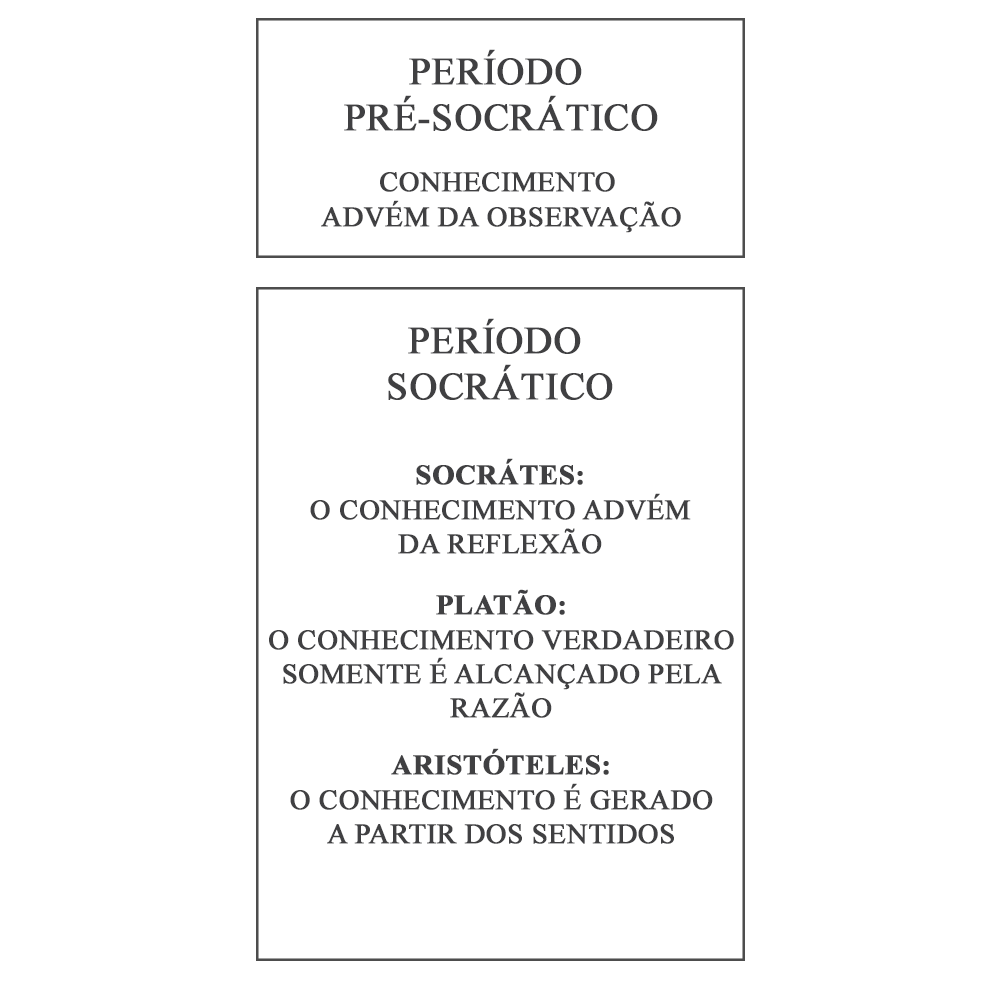 PERÍODO
PRÉ-SOCRÁTICO
CONHECIMENTO
ADVÉM DA OBSERVAÇÃO
PERÍODO
SOCRÁTICO
SOCRÁTES:
O CONHECIMENTO ADVÉM
DA REFLEXÃO
PLATÃO:
O CONHECIMENTO VERDADEIRO
SOMENTE É ALCANÇADO PELA
RAZÃO
ARISTÓTELES:
O CONHECIMENTO É GERADO
A PARTIR DOS SENTIDOS